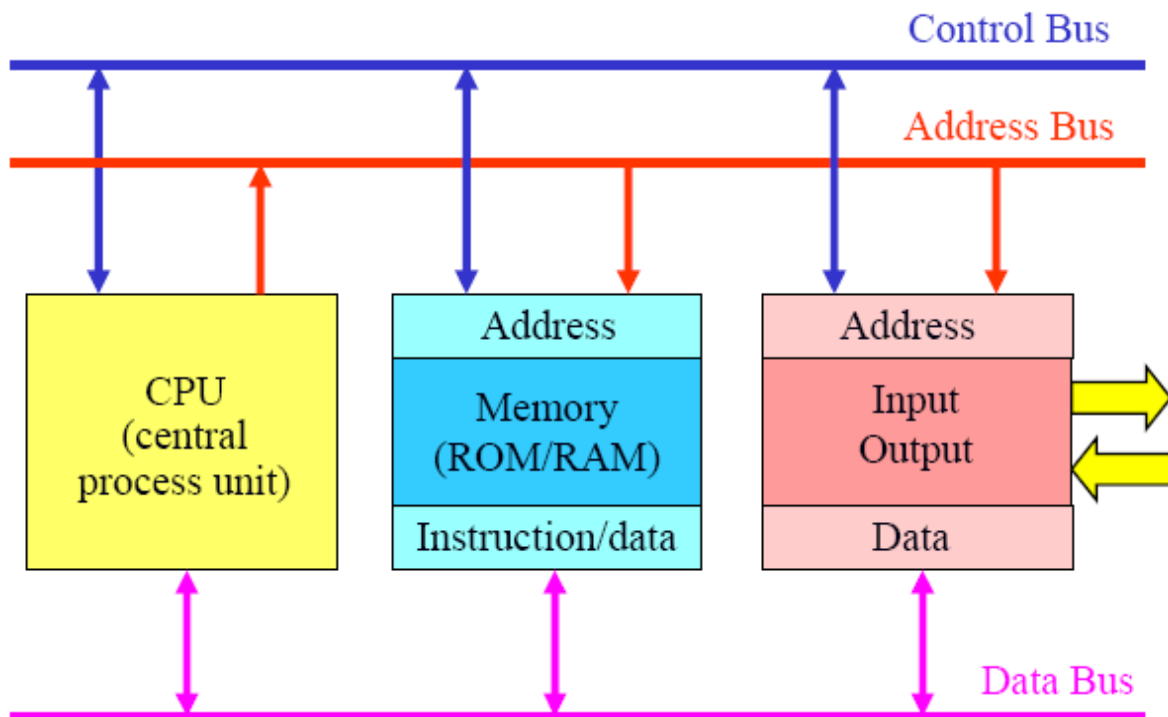 Control Bus
Address Bus
CPU
(central
process unit)
Address
Memory
(ROM/RAM)
Instruction/data
Address
Input
Output
Data
Data Bus